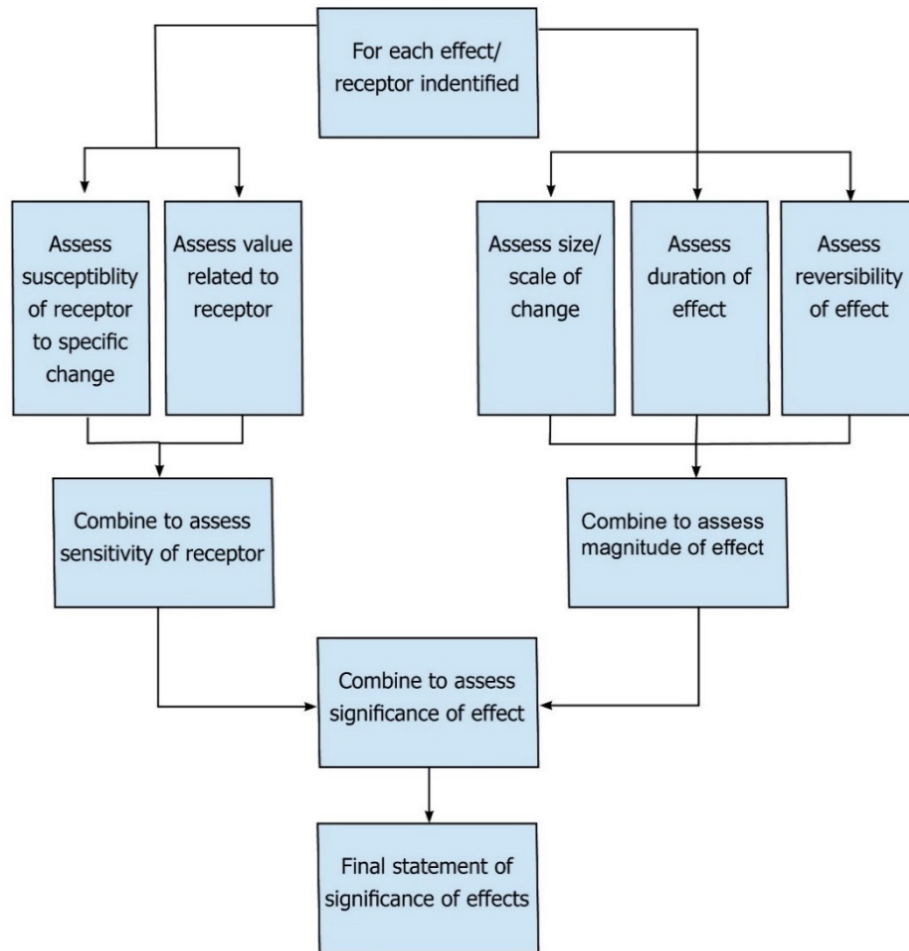 For each effect/
receptor indentified
Assess
susceptiblity
of receptor
to specific
change
Assess value
related to
receptor
Assess size/
scale of
change
Assess
duration of
effect
Assess
reversibility
of effect
Combine to assess
sensitivity of receptor
Combine to assess
magnitude of effect
Combine to assess
significance of effect
Final statement of
significance of effects